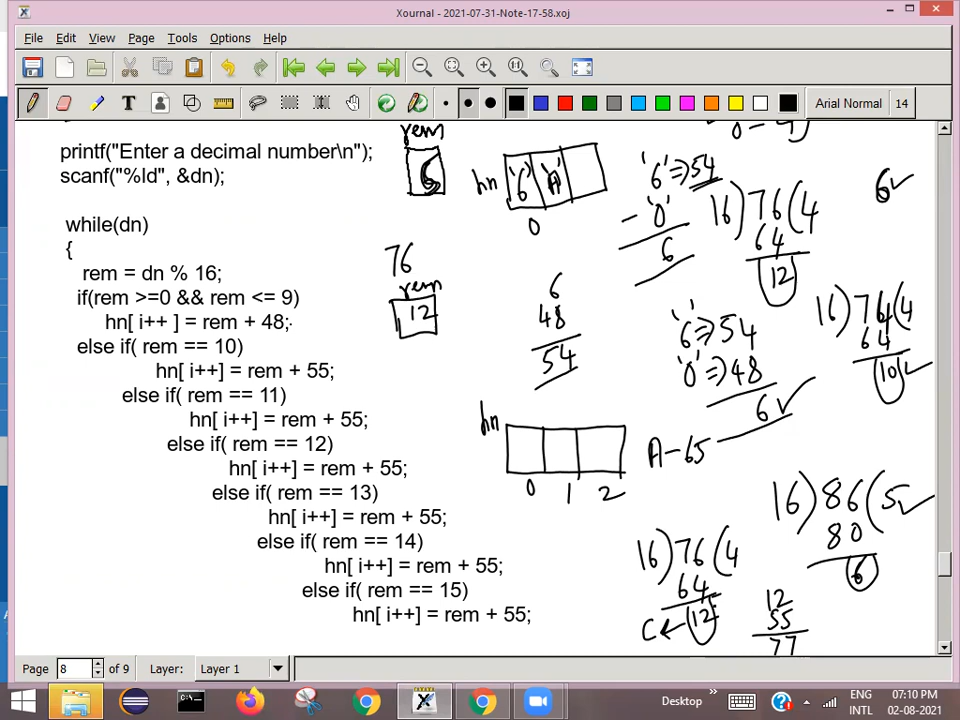 Xournal - 2021-07-31-Note-17-58.xoj
File Edit View Page Tools Options Help
Arial Normal 14
printf("Enter a decimal number\n");
scanf("%ld", &dn);
while(dn)
{
rem = dn % 16;
if(rem >=0 && rem <= 9)
hn[ i++ ] = rem + 48;
else if( rem == 10)
hn[ i++] = rem + 55;
else if( rem == 11)
hn[ i++] = rem + 55;
else if( rem == 12)
hn[ i++] = rem + 55;
else if( rem == 13)
hn[ i++] = rem + 55;
else if( rem == 14)
hn[ i++] = rem + 55;
else if( rem == 15)
hn[ i++] = rem + 55;
rem
6
76
rem
12
hn '6' 'A'
0
6
48
54
hn
0 1 2
'6' => 54
- '0'
6
16)76(4
64
12
6
'6' => 54
'0' => 48
6
A-65
16)74(4
64
10
16)86(5
80
6
16)76(4
64
C ← 12
12
55
77
Page 8 of 9 Layer: Layer 1
Desktop
ENG
INTL
07:10 PM
02-08-2021